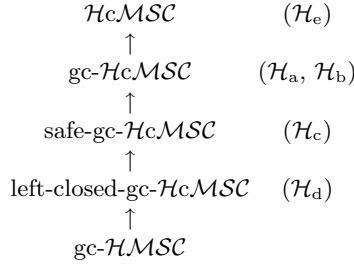 ℋc𝓜𝓢𝓒 (ℋe)
↑
gc-ℋc𝓜𝓢𝓒 (ℋa, ℋb)
↑
safe-gc-ℋc𝓜𝓢𝓒 (ℋc)
↑
left-closed-gc-ℋc𝓜𝓢𝓒 (ℋd)
↑
gc-ℋ𝓜𝓢𝓒